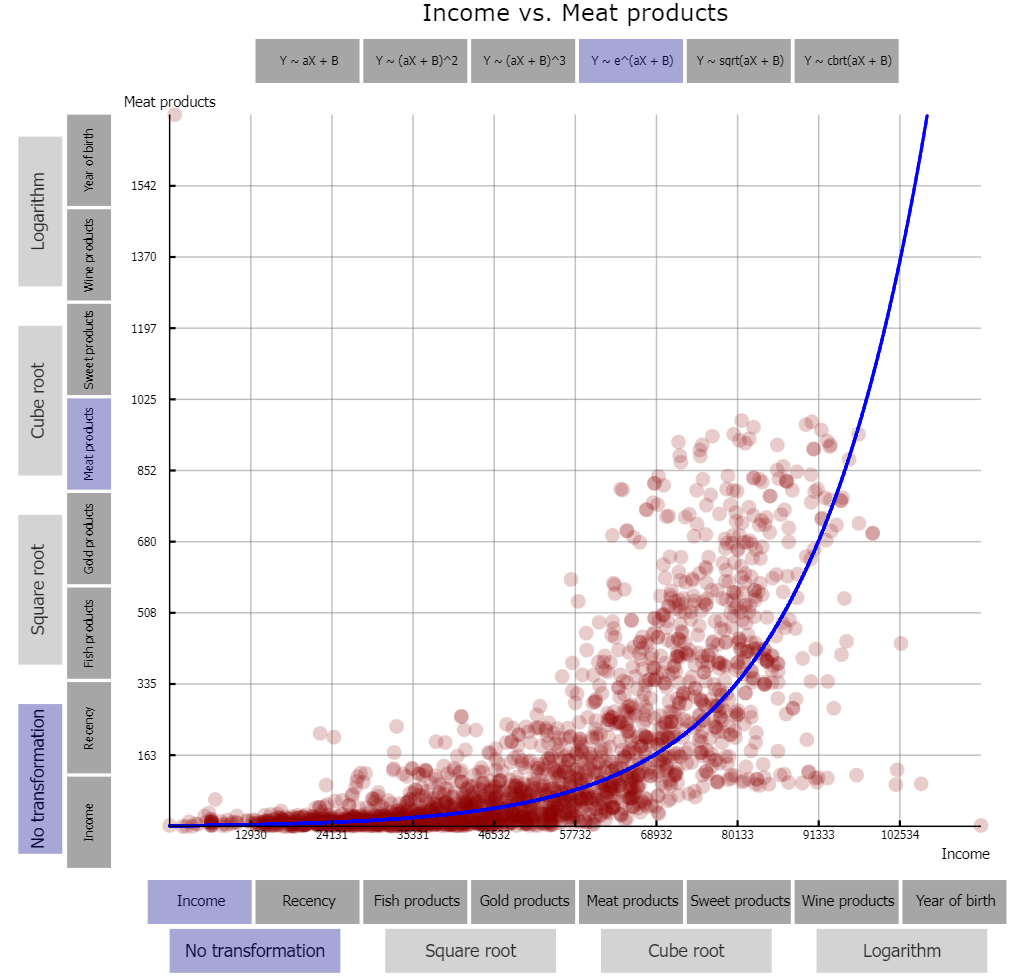 Income vs. Meat products
Y ~ aX + B
Y ~ (aX + B)^2
Y ~ (aX + B)^3
Y ~ e^(aX + B)
Y ~ sqrt(aX + B)
Y ~ cbrt(aX + B)
Meat products
Logarithm
Cube root
Square root
No transformation
Year of birth
Wine products
Sweet products
Meat products
Gold products
Fish products
Recency
Income
1542
1370
1197
1025
852
680
508
335
163
12930
24131
35331
46532
57732
68932
80133
91333
102534
Income
Income
Recency
Fish products
Gold products
Meat products
Sweet products
Wine products
Year of birth
No transformation
Square root
Cube root
Logarithm